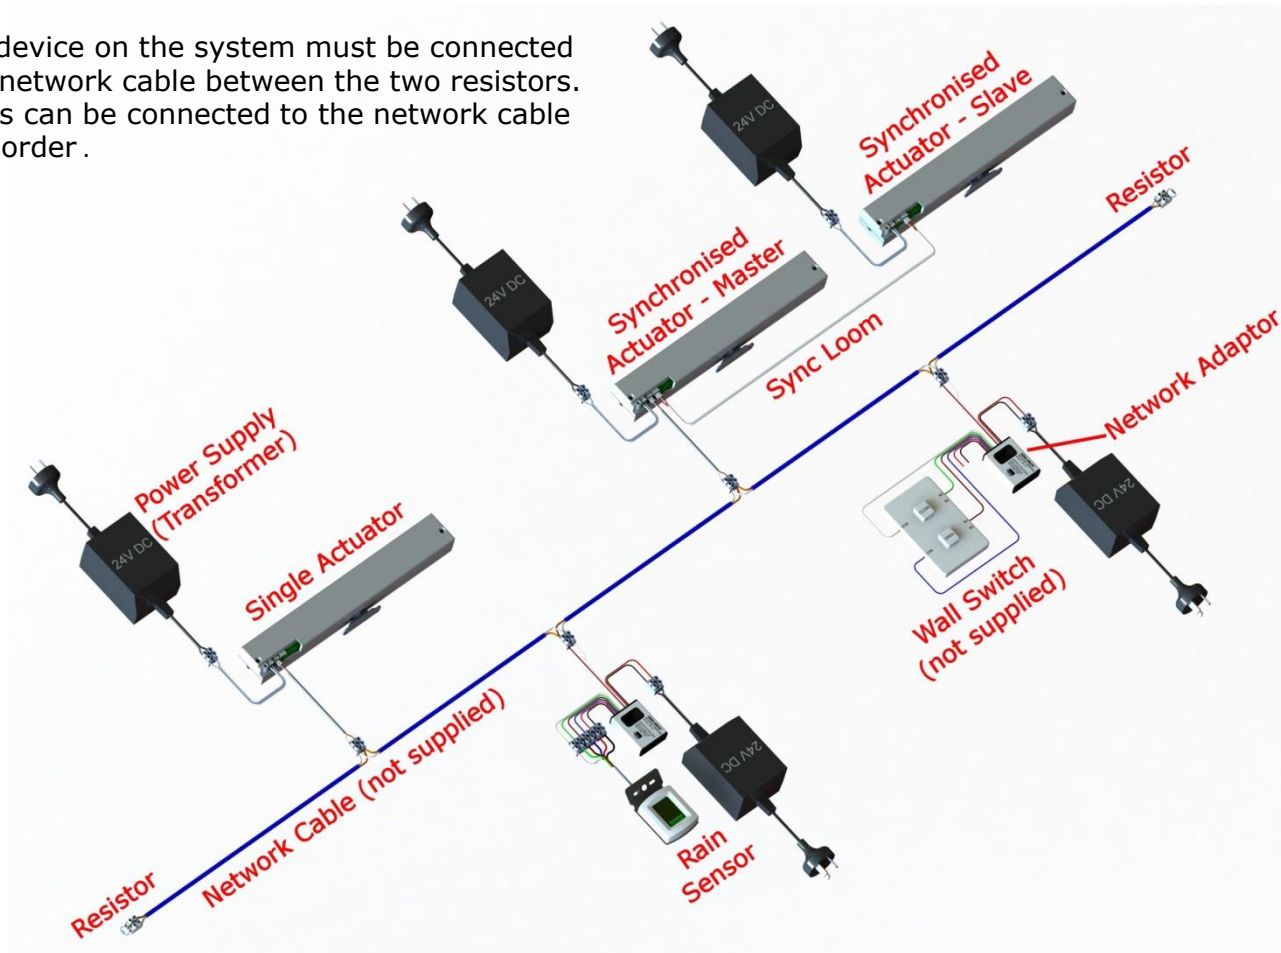 device on the system must be connected
network cable between the two resistors.
s can be connected to the network cable
order .
24V DC
Synchronised
Actuator - Slave
Resistor
24V DC
Synchronised
Actuator - Master
Sync Loom
Network Adaptor
Power Supply
(Transformer)
24V DC
Single Actuator
24V DC
Wall Switch
(not supplied)
Network Cable (not supplied)
24V DC
Rain
Sensor
Resistor